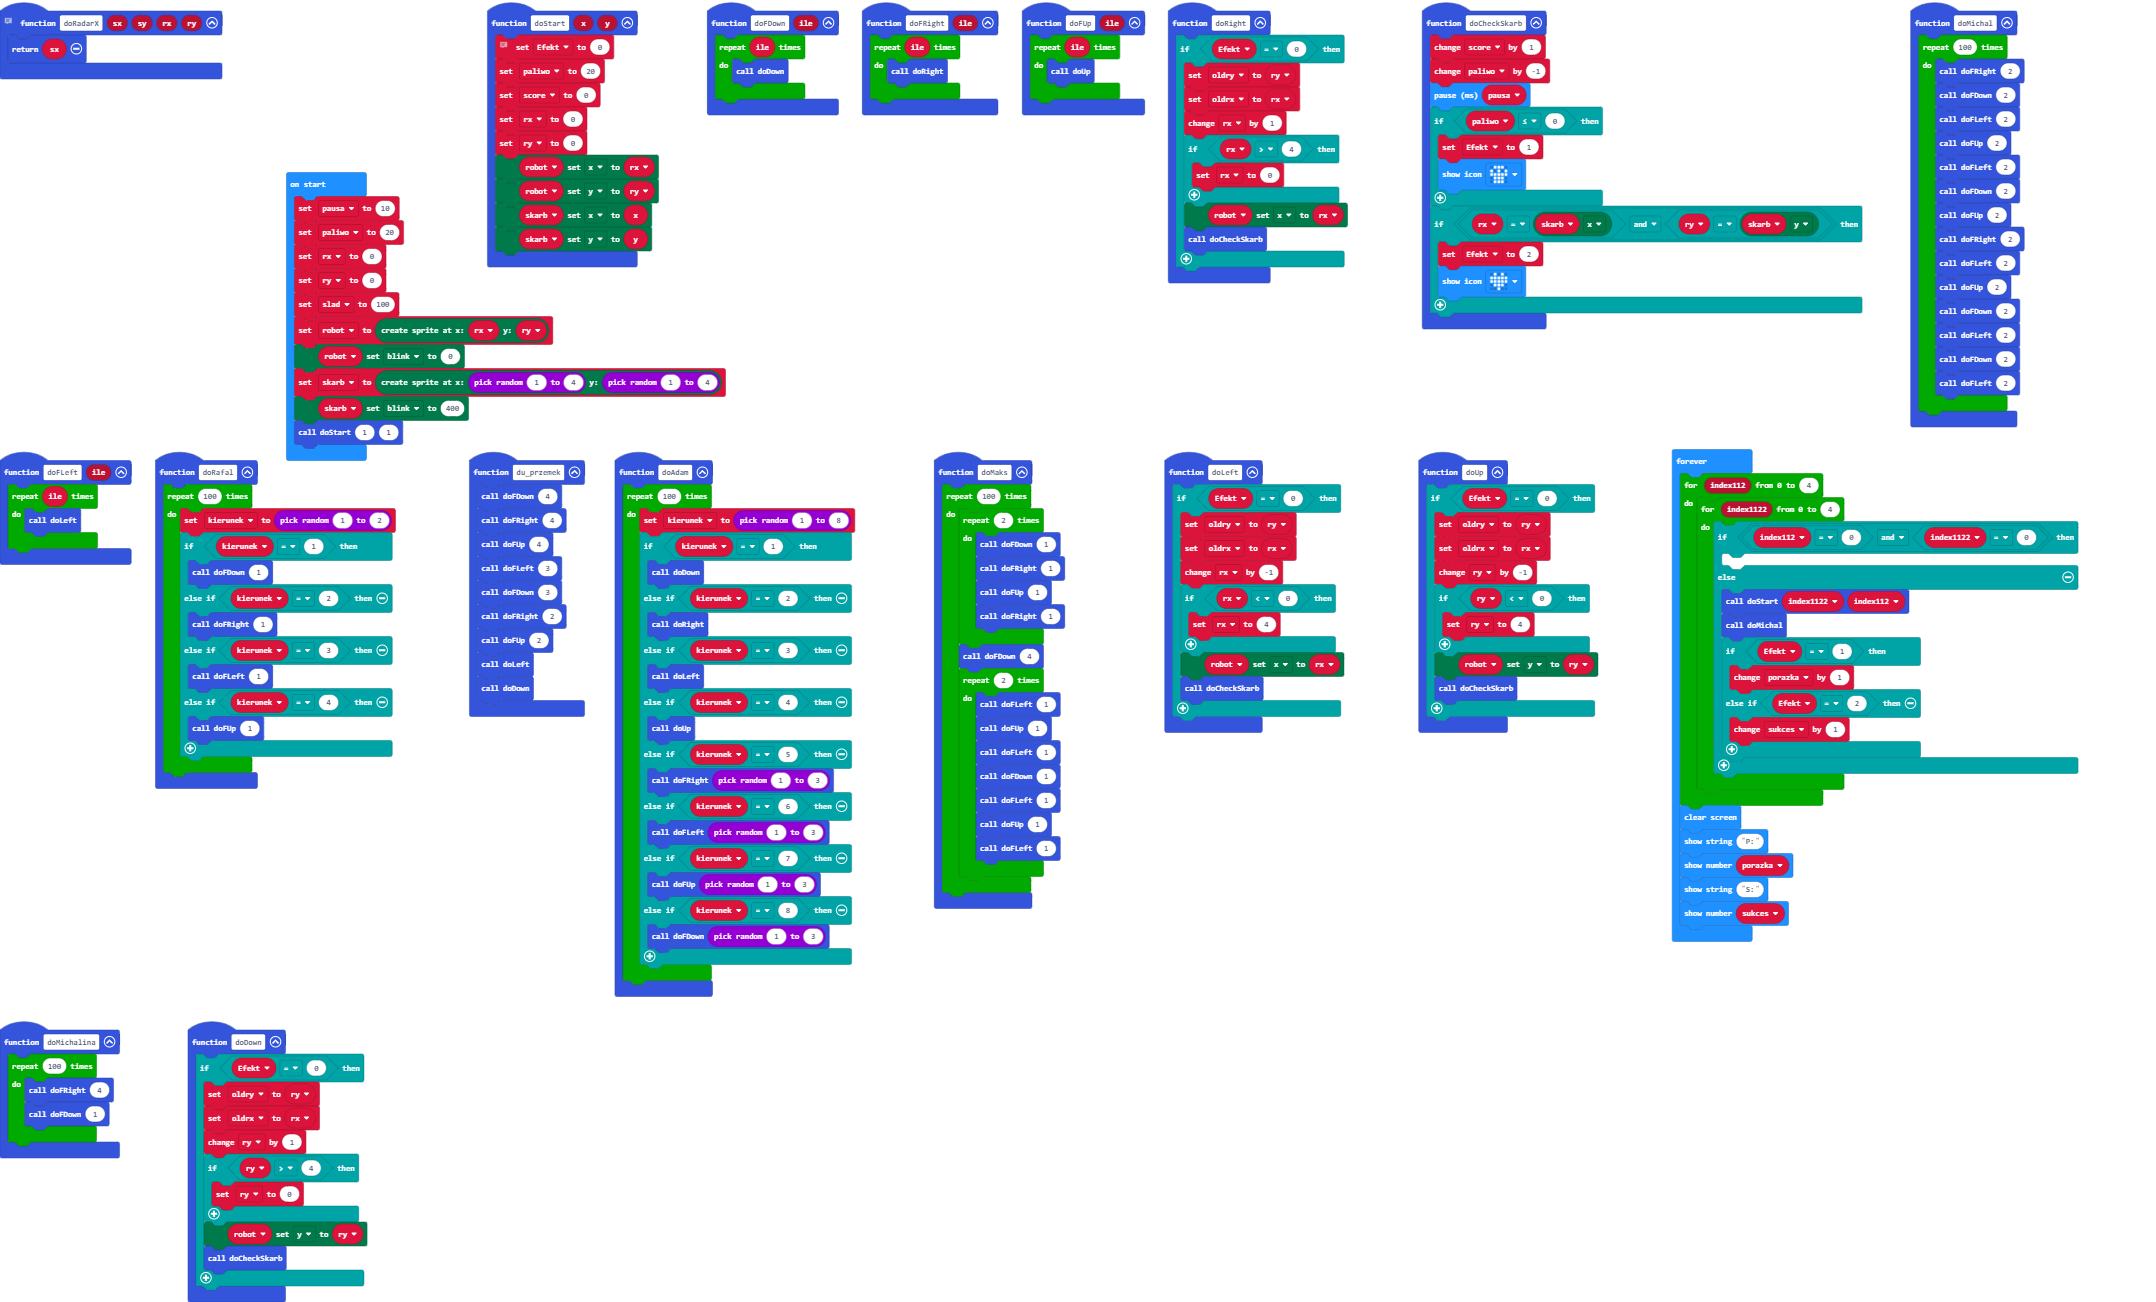 function doRadarX sx sy rx ry
return sx
function doStart x y
set Efekt to 0
set paliwo to 20
set score to 0
set rx to 0
set ry to 0
robot set x to rx
robot set y to ry
skarb set x to x
skarb set y to y
function doFDown ile
repeat ile times
do
call doDown
function doFRight ile
repeat ile times
do
call doRight
function doFUp ile
repeat ile times
do
call doUp
function doRight
if Efekt = 0 then
set oldry to ry
set oldrx to rx
change rx by 1
if rx > 4 then
set rx to 0
robot set x to rx
call doCheckSkarb
function doCheckSkarb
change score by 1
change paliwo by -1
pause (ms) pausa
if paliwo ≤ 0 then
set Efekt to 1
show icon
if rx = skarb x and ry = skarb y then
set Efekt to 2
show icon
function doMichal
repeat 100 times
do
call doFRight 2
call doFDown 2
call doFLeft 2
call doFUp 2
call doFLeft 2
call doFDown 2
call doFUp 2
call doFRight 2
call doFLeft 2
call doFUp 2
call doFDown 2
call doFLeft 2
call doFDown 2
call doFLeft 2
on start
set pausa to 10
set paliwo to 20
set rx to 0
set ry to 0
set slad to 100
set robot to create sprite at x: rx y: ry
robot set blink to 0
set skarb to create sprite at x: pick random 1 to 4 y: pick random 1 to 4
skarb set blink to 400
call doStart 1 1
function doFLeft ile
repeat ile times
do
call doLeft
function doRafal
repeat 100 times
do
set kierunek to pick random 1 to 2
if kierunek = 1 then
call doFDown 1
else if kierunek = 2 then
call doFRight 1
else if kierunek = 3 then
call doFLeft 1
else if kierunek = 4 then
call doFUp 1
function du_przemek
call doFDown 4
call doFRight 4
call doFUp 4
call doFLeft 3
call doFDown 3
call doFRight 2
call doFUp 2
call doLeft
call doDown
function doAdam
repeat 100 times
do
set kierunek to pick random 1 to 8
if kierunek = 1 then
call doDown
else if kierunek = 2 then
call doRight
else if kierunek = 3 then
call doLeft
else if kierunek = 4 then
call doUp
else if kierunek = 5 then
call doFRight pick random 1 to 3
else if kierunek = 6 then
call doFLeft pick random 1 to 3
else if kierunek = 7 then
call doFUp pick random 1 to 3
else if kierunek = 8 then
call doFDown pick random 1 to 3
function doMaks
repeat 100 times
do
repeat 2 times
do
call doFDown 1
call doFRight 1
call doFUp 1
call doFRight 1
call doFDown 4
repeat 2 times
do
call doFLeft 1
call doFUp 1
call doFLeft 1
call doFDown 1
call doFLeft 1
call doFUp 1
call doFLeft 1
function doLeft
if Efekt = 0 then
set oldry to ry
set oldrx to rx
change rx by -1
if rx < 0 then
set rx to 4
robot set x to rx
call doCheckSkarb
function doUp
if Efekt = 0 then
set oldry to ry
set oldrx to rx
change ry by -1
if ry < 0 then
set ry to 4
robot set y to ry
call doCheckSkarb
forever
for index112 from 0 to 4
do
for index1122 from 0 to 4
do
if index112 = 0 and index1122 = 0 then
else
call doStart index1122 index112
call doMichal
if Efekt = 1 then
change porazka by 1
else if Efekt = 2 then
change sukces by 1
clear screen
show string "P:"
show number porazka
show string "S:"
show number sukces
function doMichalina
repeat 100 times
do
call doFRight 4
call doFDown 1
function doDown
if Efekt = 0 then
set oldry to ry
set oldrx to rx
change ry by 1
if ry > 4 then
set ry to 0
robot set y to ry
call doCheckSkarb